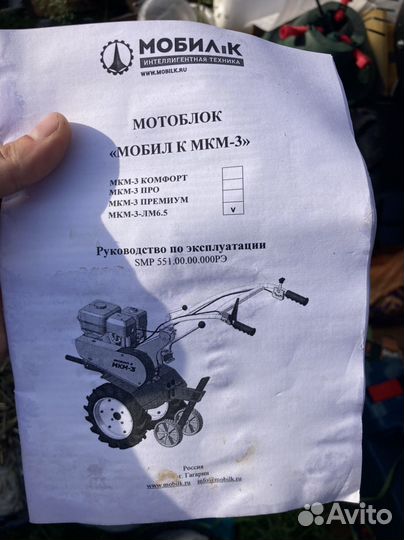 МОБИЛК
ИНТЕЛЛИГЕНТНАЯ ТЕХНИКА
WWW.MOBILK.RU
МОТОБЛОК
«МОБИЛ К МКМ-3»
МКМ-3 КОМФОРТ
МКМ-3 ПРО
МКМ-3 ПРЕМИУМ
МКМ-3-ЛМ6.5 V
Руководство по эксплуатации
SMP 551.00.00.000РЭ
МОБИЛ К
МКМ-3
Россия
г. Гагарин
www.mobilk.ru info@mobilk.ru
Avito